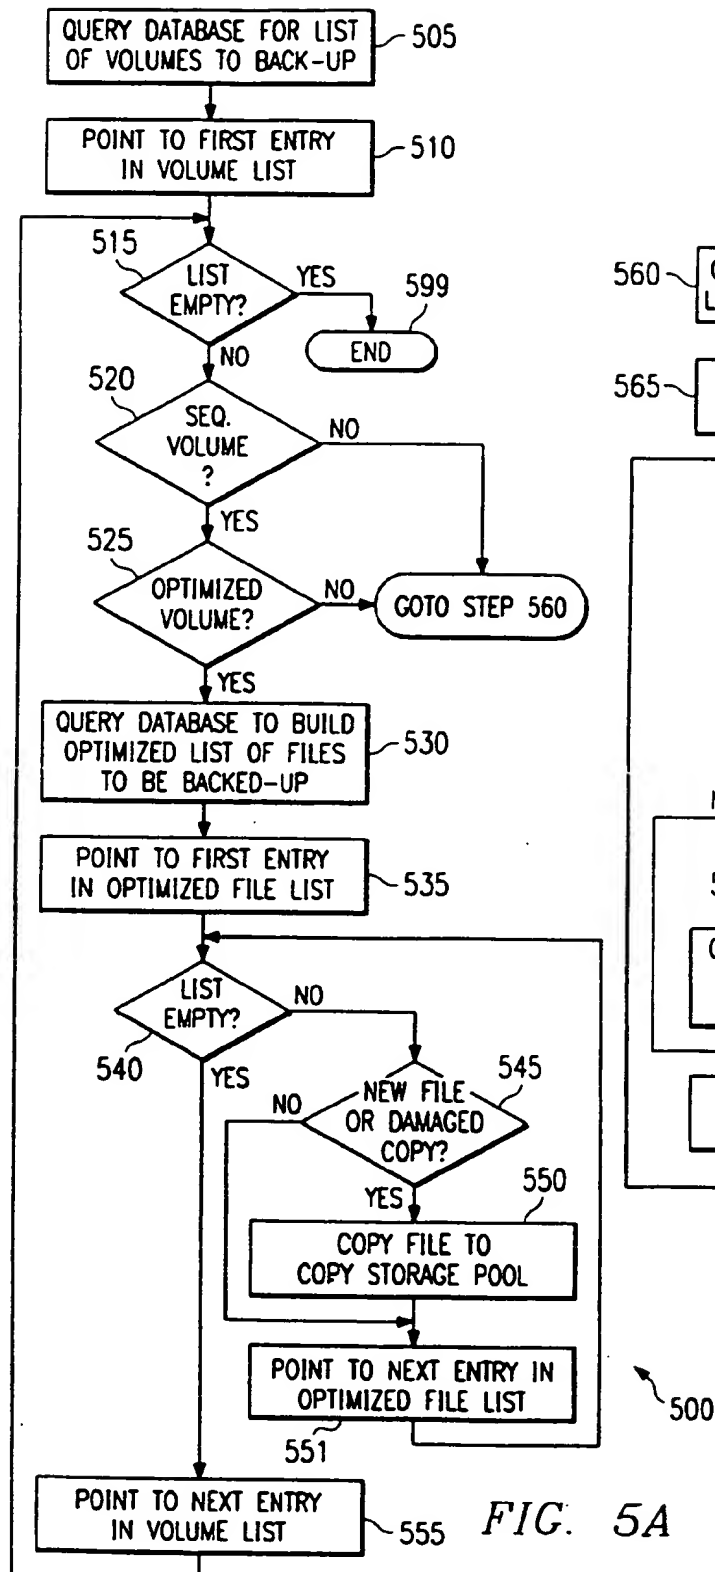 QUERY DATABASE FOR LIST
OF VOLUMES TO BACK-UP
505
POINT TO FIRST ENTRY
IN VOLUME LIST
510
515
LIST
EMPTY?
YES
599
END
NO
520
SEQ.
VOLUME
?
NO
YES
525
OPTIMIZED
VOLUME?
NO
GOTO STEP 560
YES
QUERY DATABASE TO BUILD
OPTIMIZED LIST OF FILES
TO BE BACKED-UP
530
POINT TO FIRST ENTRY
IN OPTIMIZED FILE LIST
535
LIST
EMPTY?
NO
540
YES
545
NEW FILE
OR DAMAGED
COPY?
NO
YES
550
COPY FILE TO
COPY STORAGE POOL
POINT TO NEXT ENTRY IN
OPTIMIZED FILE LIST
551
500
POINT TO NEXT ENTRY
IN VOLUME LIST
555
FIG. 5A
560
565